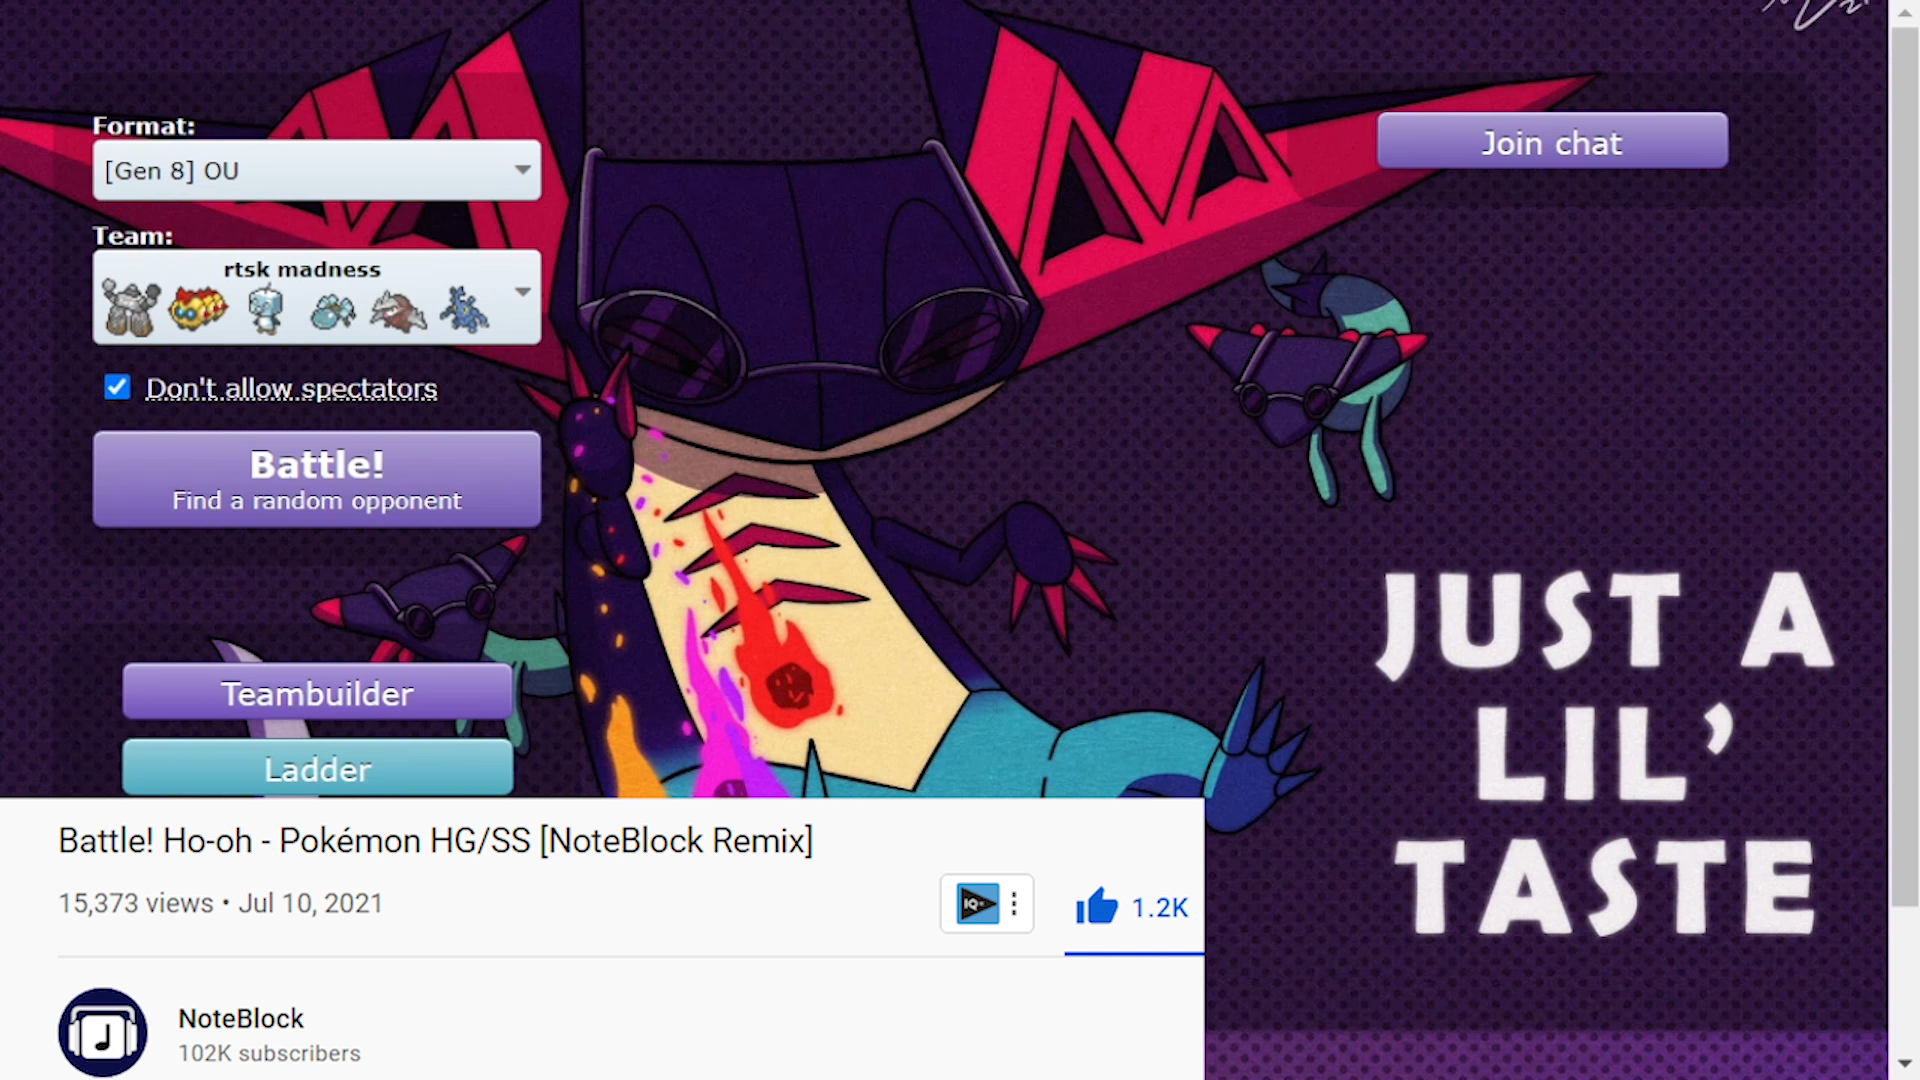 Format:
[Gen 8] OU
Join chat
Team:
rtsk madness
Don't allow spectators
Battle!
Find a random opponent
Teambuilder
Ladder
JUST A
LIL'
TASTE
Battle! Ho-oh - Pokémon HG/SS [NoteBlock Remix]
15,373 views • Jul 10, 2021
IQ
1.2K
NoteBlock
102K subscribers